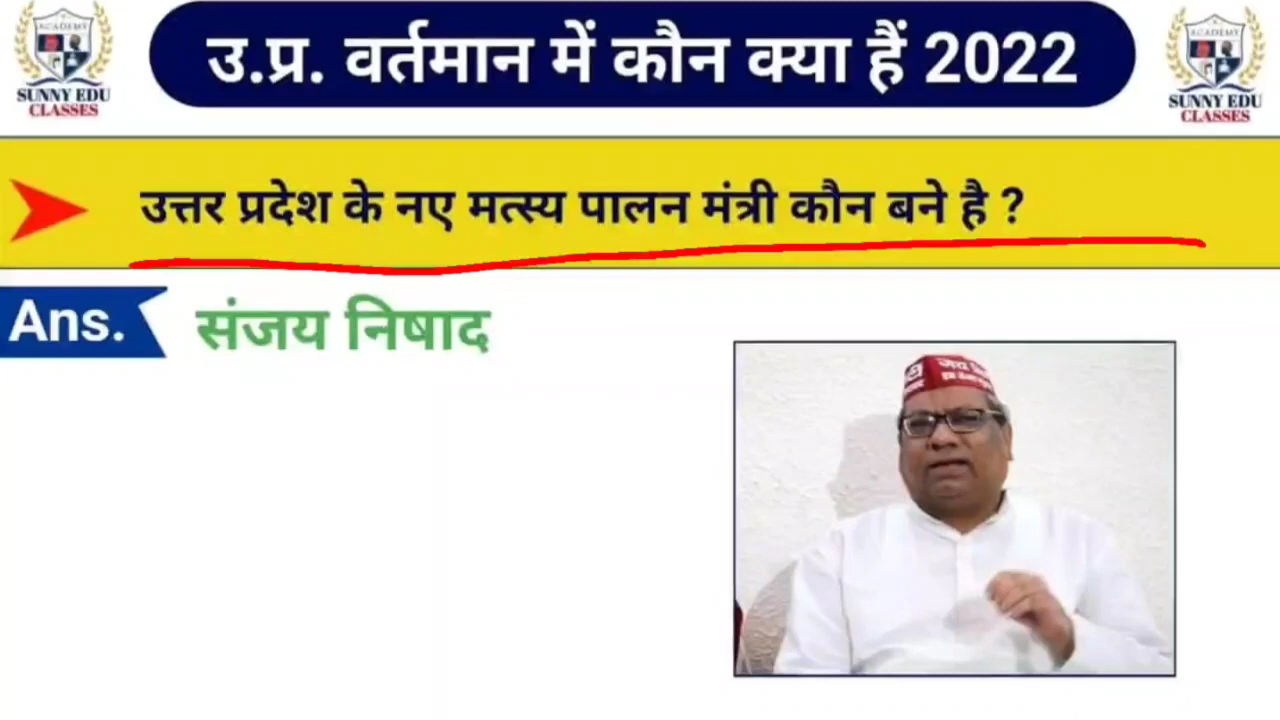 ACADEMY
SUNNY EDU
CLASSES
उ.प्र. वर्तमान में कौन क्या हैं 2022
ACADEMY
SUNNY EDU
CLASSES
उत्तर प्रदेश के नए मत्स्य पालन मंत्री कौन बने है ?
Ans.
संजय निषाद
जय